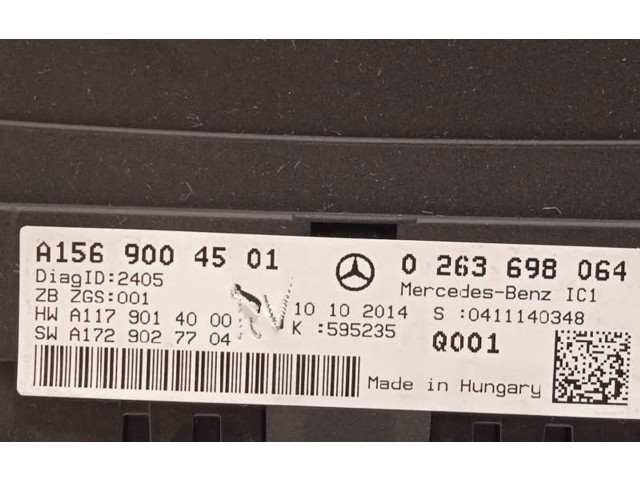 A156 900 45 01
DiagID:2405
ZB ZGS:001
HW A117 901 40 00
SW A172 902 77 04
10 10 2014
K :595235
0 263 698 064
Mercedes-Benz IC1
S :0411140348
Q001
Made in Hungary